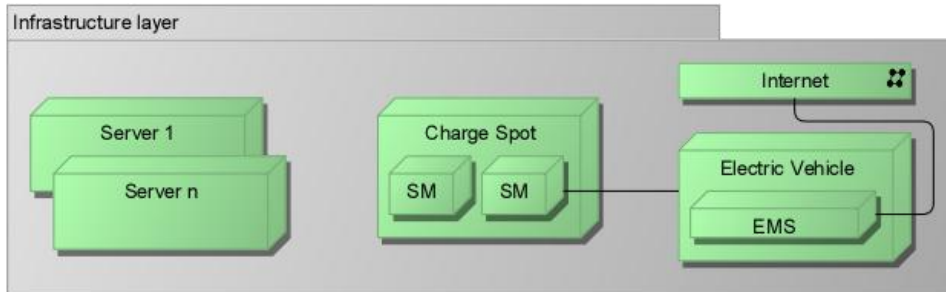 Infrastructure layer
Internet
Server 1
Charge Spot
Electric Vehicle
Server n
SM
SM
EMS